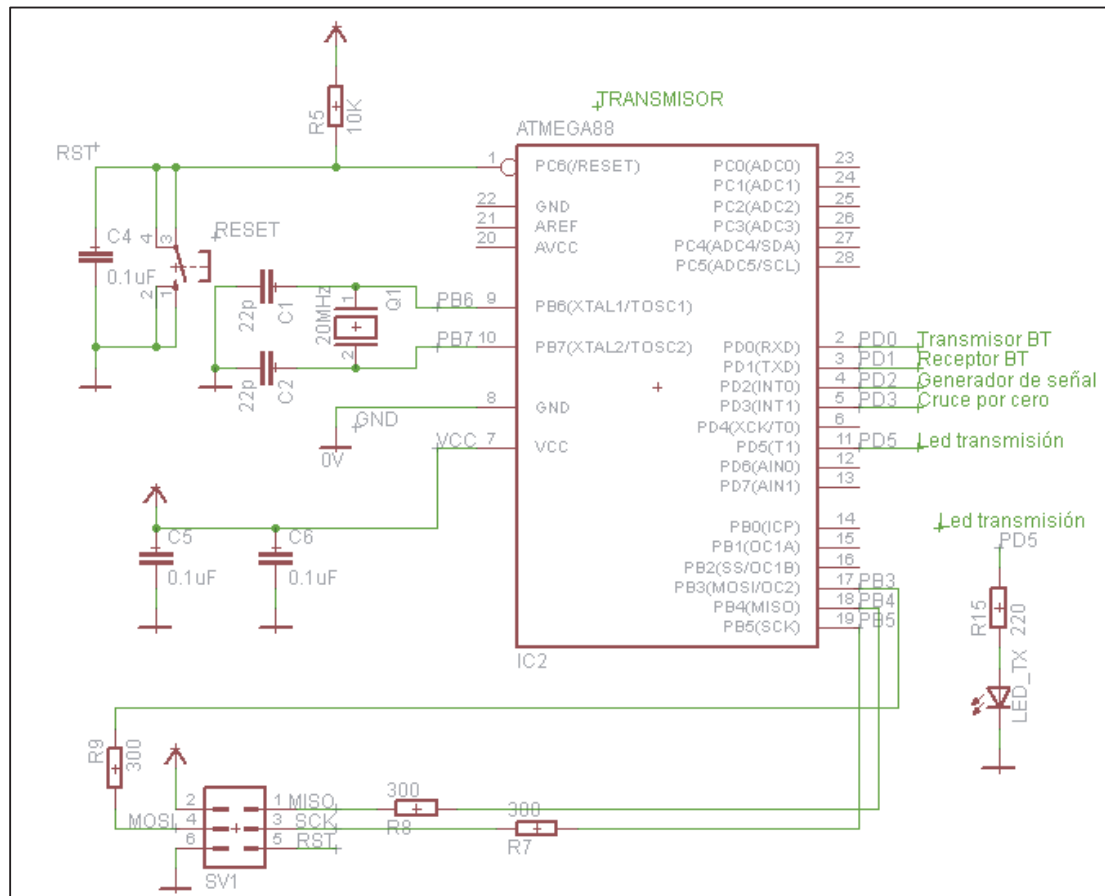 TRANSMISOR
ATMEGA88
R5
10K
RST
1
PC6(/RESET)
22
GND
21
AREF
20
AVCC
PB6
9
PB6(XTAL1/TOSC1)
PB7
10
PB7(XTAL2/TOSC2)
8
GND
VCC
7
VCC
PC0(ADC0)
23
PC1(ADC1)
24
PC2(ADC2)
25
PC3(ADC3)
26
PC4(ADC4/SDA)
27
PC5(ADC5/SCL)
28
PD0(RXD)
2
PD0
Transmisor BT
PD1(TXD)
3
PD1
Receptor BT
PD2(INT0)
4
PD2
Generador de señal
PD3(INT1)
5
PD3
Cruce por cero
PD4(XCK/T0)
6
PD5(T1)
11
PD5
Led transmisión
PD6(AIN0)
12
PD7(AIN1)
13
PB0(ICP)
14
PB1(OC1A)
15
PB2(SS/OC1B)
16
PB3(MOSI/OC2)
17
PB3
PB4(MISO)
18
PB4
PB5(SCK)
19
PB5
IC2
C4
0.1uF
4
3
2
1
RESET
22p
C1
22p
C2
20MHz
1
2
Q1
GND
0V
C5
0.1uF
C6
0.1uF
Led transmisión
PD5
R15
220
LED_TX
R9
300
MOSI
2
4
6
1
MISO
3
SCK
5
RST
SV1
300
R8
300
R7